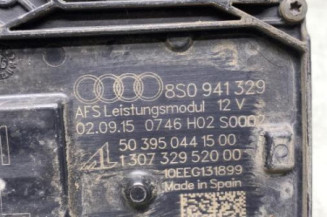 8S0 941 329
AFS Leistungsmodul 12 V
02.09.15 0746 H02 S0002
AL
50 395 044 15 00
1 307 329 520 00
10EEG131899
Made in Spain